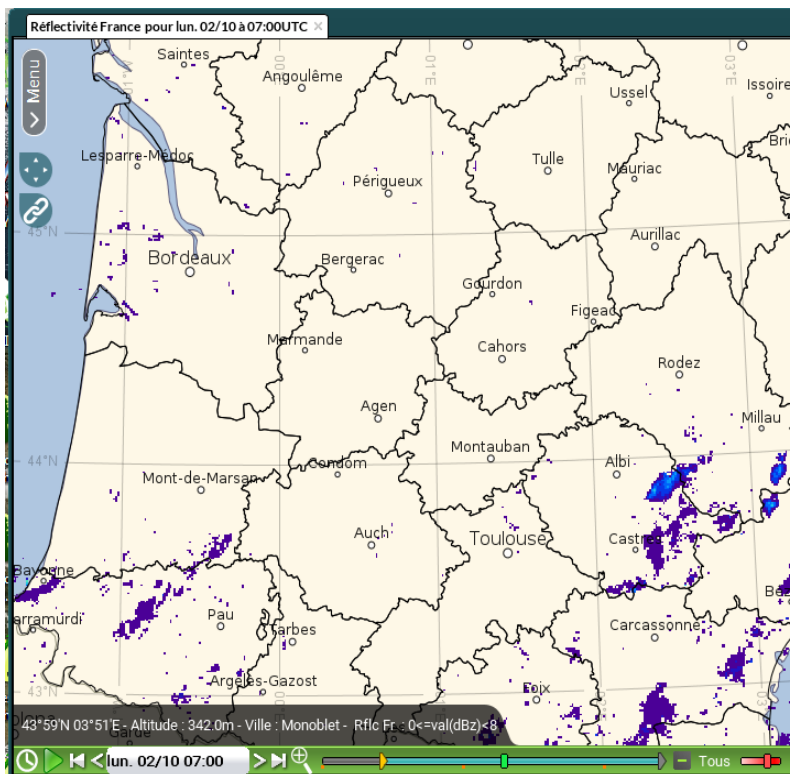 Réflectivité France pour lun. 02/10 à 07:00UTC ×
Menu
Saintes
Angoulême
01°E
03°E
Ussel
Issoire
Lesparre-Médoc
Périgueux
Tulle
Mauriac
45°N
Bordeaux
Bergerac
Aurillac
Gourdon
Figeac
Marmande
Cahors
Rodez
Agen
Millau
44°N
Montauban
Albi
Mont-de-Marsan
Condom
Auch
Toulouse
Castres
Bayonne
Pau
Tarbes
Carcassonne
Argelès-Gazost
43°N
Foix
43°59'N 03°51'E - Altitude : 342.0m - Ville : Monoblet - Rflc Fr. 0<=val(dBz)<8
lun. 02/10 07:00
Tous